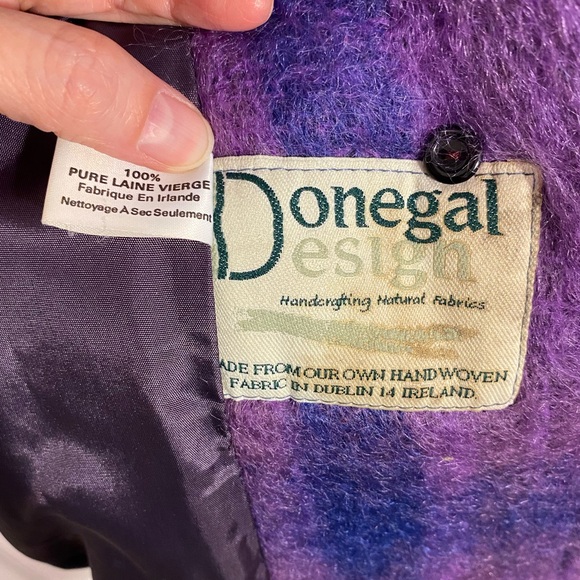 100%
PURE LAINE VIERGE
Fabrique En Irlande
Nettoyage A Sec Seulement
Donegal
Design
Handcrafting Natural Fabrics
ADE FROM OUR OWN HANDWOVEN
FABRIC IN DUBLIN 14 IRELAND